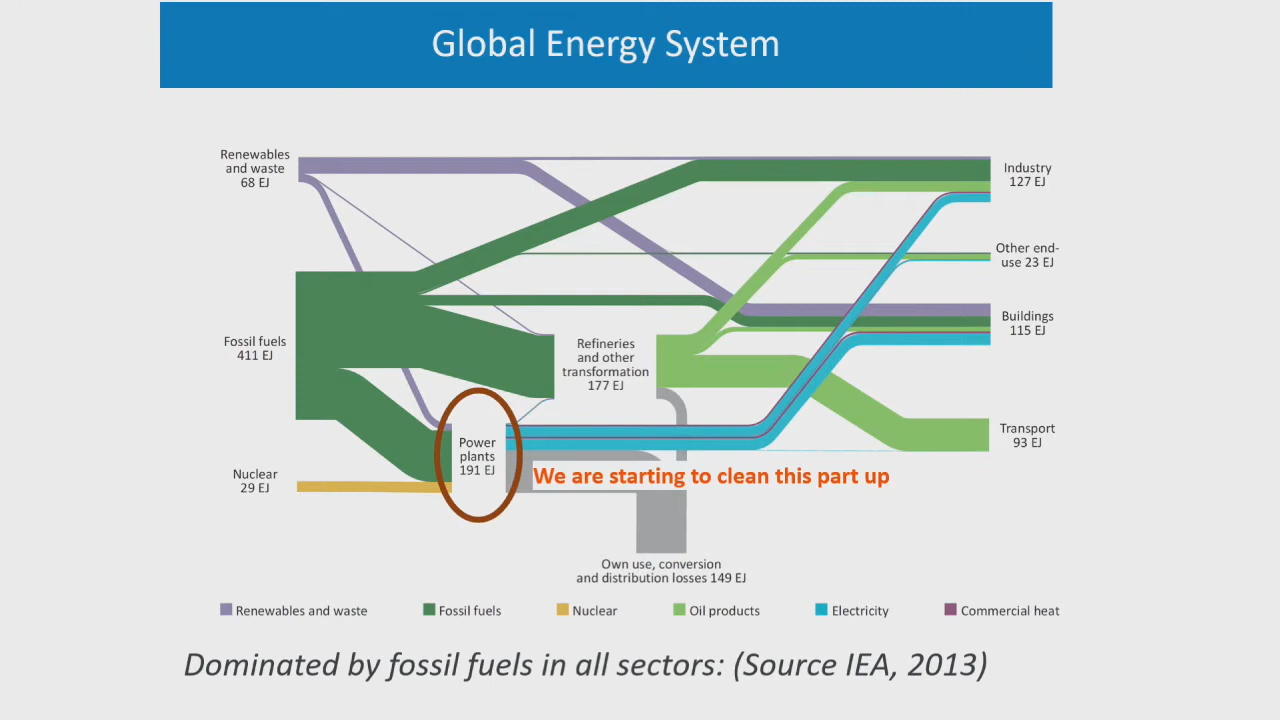 Global Energy System
Renewables
and waste
68 EJ
Fossil fuels
411 EJ
Nuclear
29 EJ
Power
plants
191 EJ
Refineries
and other
transformation
177 EJ
Industry
127 EJ
Other end-
use 23 EJ
Buildings
115 EJ
Transport
93 EJ
We are starting to clean this part up
Own use, conversion
and distribution losses 149 EJ
Renewables and waste
Fossil fuels
Nuclear
Oil products
Electricity
Commercial heat
Dominated by fossil fuels in all sectors: (Source IEA, 2013)